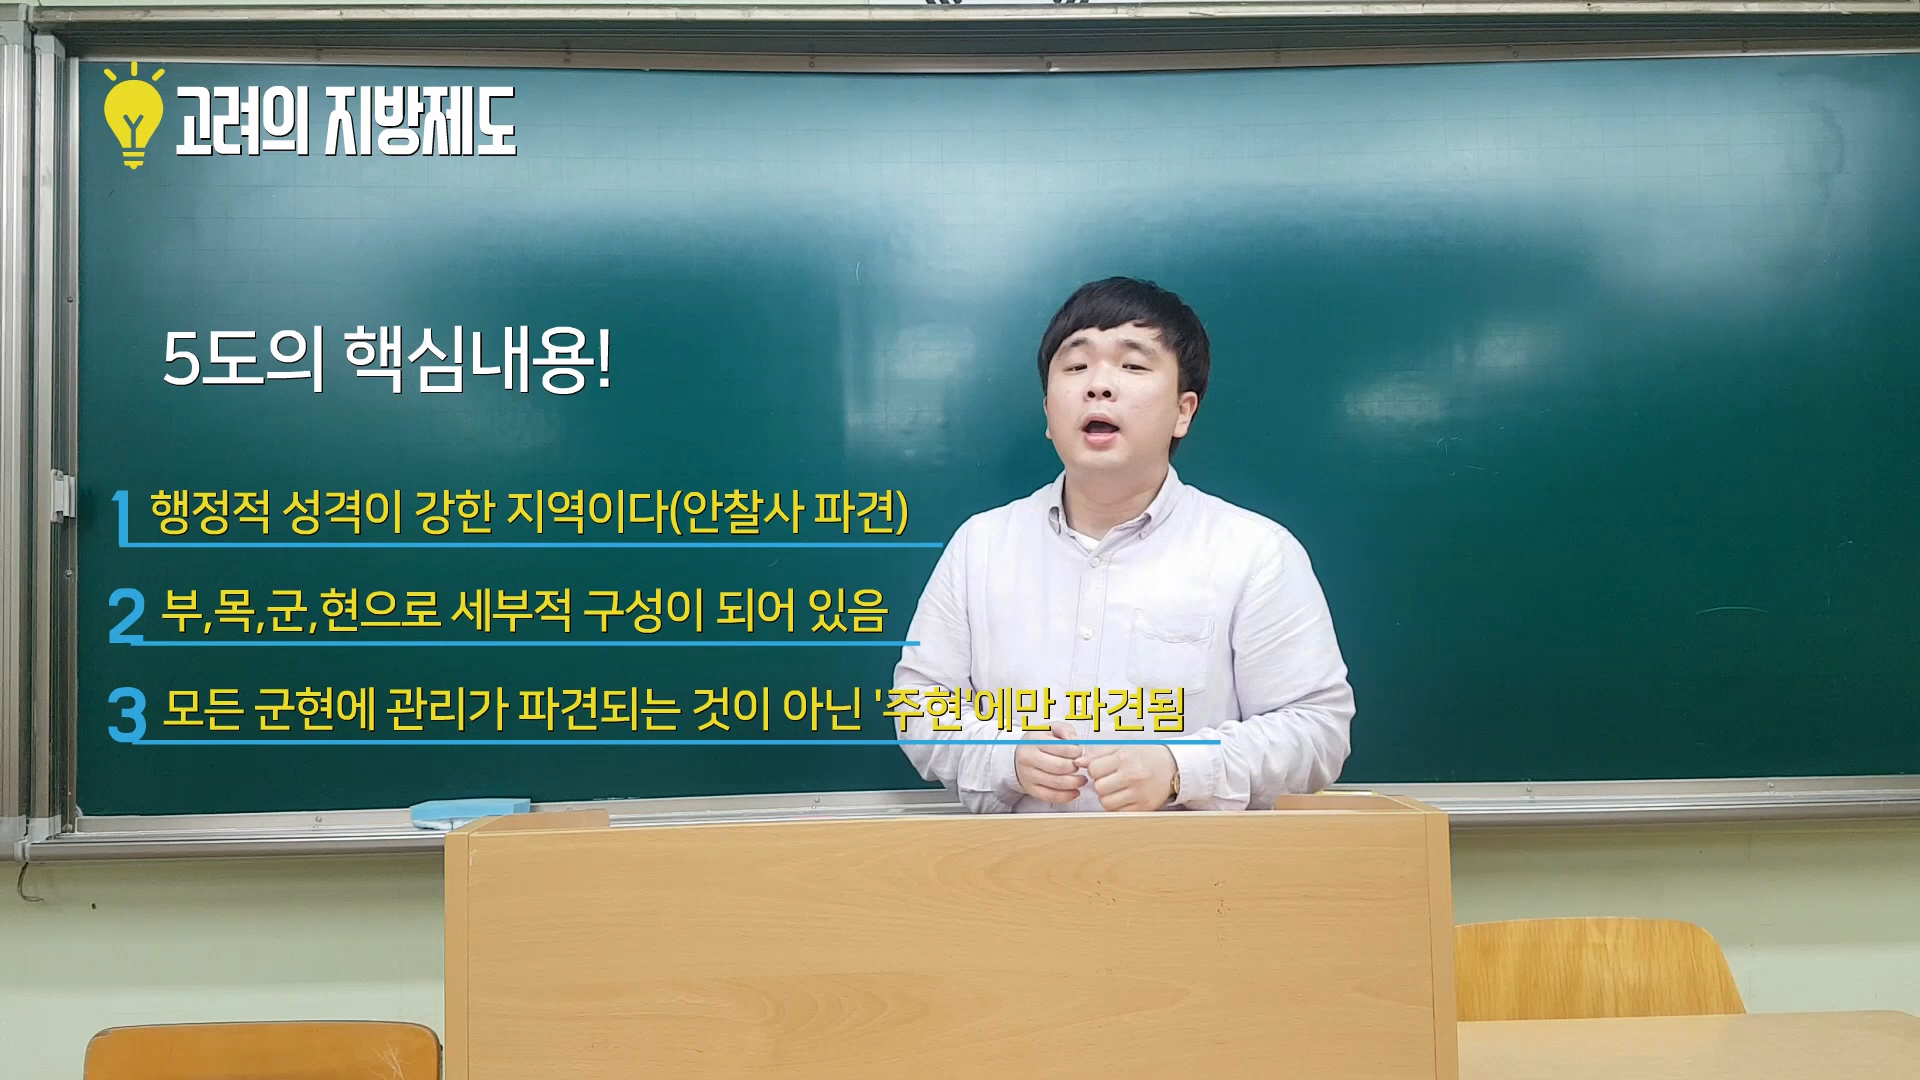 고려의 지방제도
5도의 핵심내용!
1 행정적 성격이 강한 지역이다(안찰사 파견)
2 부,목,군,현으로 세부적 구성이 되어 있음
3 모든 군현에 관리가 파견되는 것이 아닌 '주현'에만 파견됨